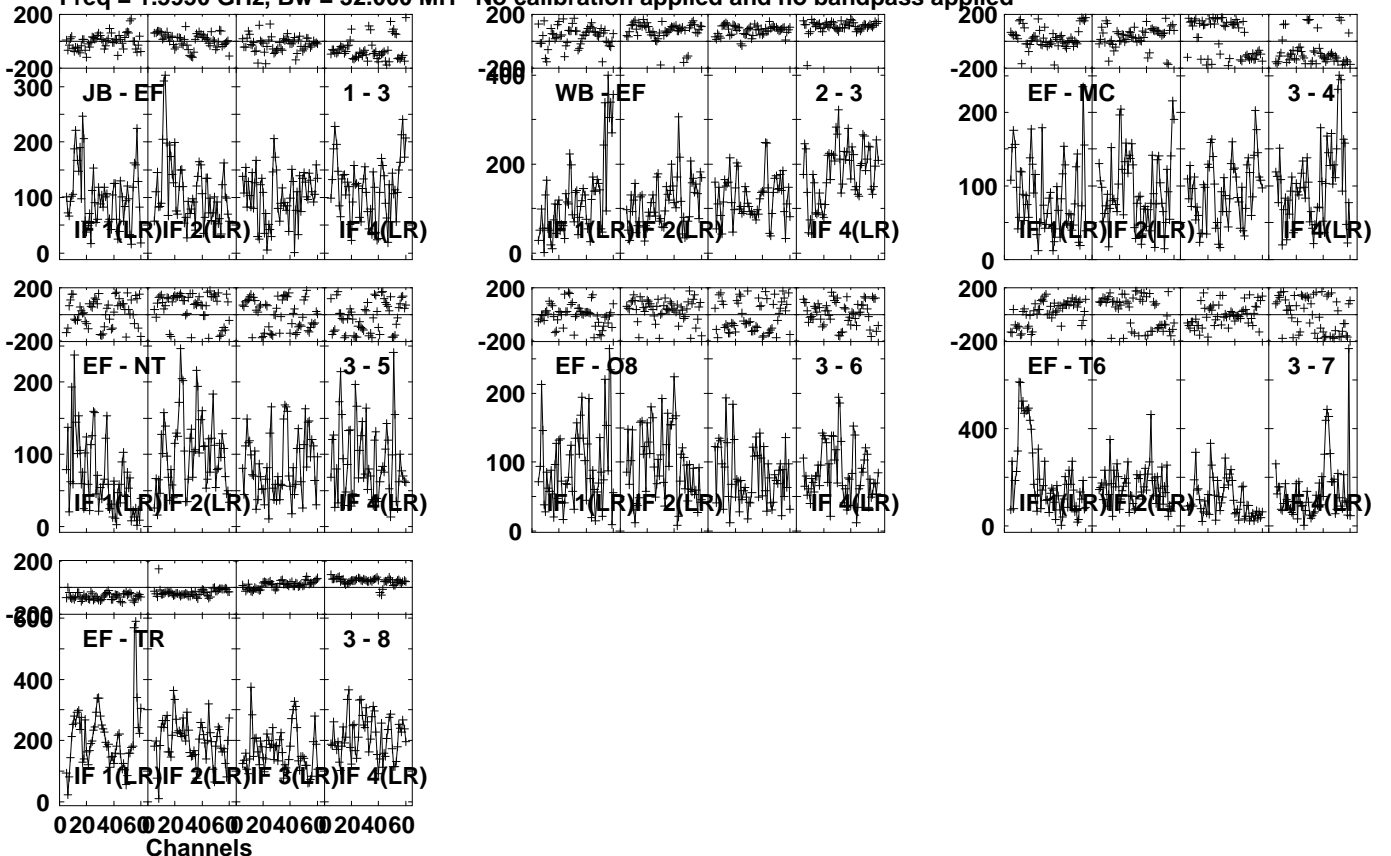 GHz, Bw = 32.000 No calibration applied and no bandpass applied
200
-200
300
200
100
0
JB - EF
1 - 3
IF 1(LR)
IF 2(LR)
IF 4(LR)
200
-200
400
200
0
WB - EF
2 - 3
IF 1(LR)
IF 2(LR)
IF 4(LR)
200
-200
200
100
0
EF - MC
3 - 4
IF 1(LR)
IF 2(LR)
IF 4(LR)
200
-200
200
100
0
EF - NT
3 - 5
IF 1(LR)
IF 2(LR)
IF 4(LR)
200
-200
200
100
0
EF - O8
3 - 6
IF 1(LR)
IF 2(LR)
IF 4(LR)
200
-200
400
0
EF - T6
3 - 7
IF 1(LR)
IF 2(LR)
IF 4(LR)
200
-200
600
400
200
0
EF - TR
3 - 8
IF 1(LR)
IF 2(LR)
IF 3(LR)
IF 4(LR)
0 20 40 60 0 20 40 60 0 20 40 60 0 20 40 60
Channels